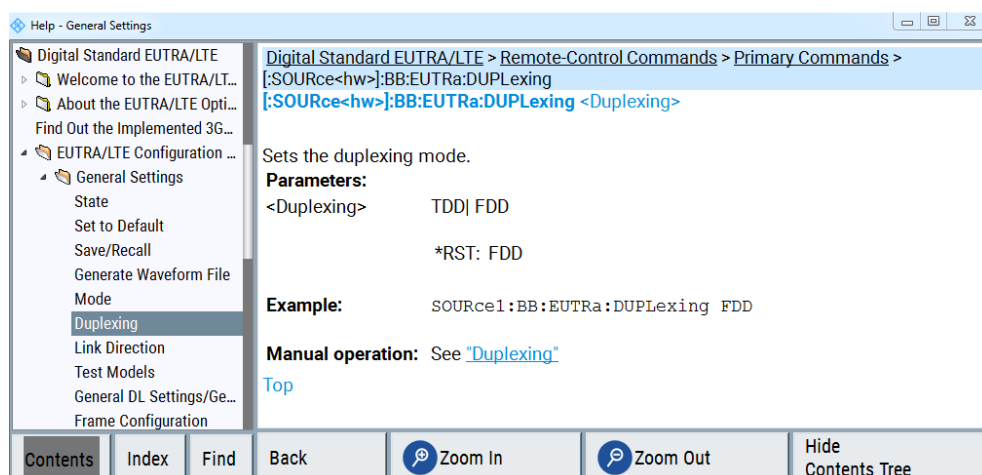 Help - General Settings
Digital Standard EUTRA/LTE
Welcome to the EUTRA/LT...
About the EUTRA/LTE Opti...
Find Out the Implemented 3G...
EUTRA/LTE Configuration ...
General Settings
State
Set to Default
Save/Recall
Generate Waveform File
Mode
Duplexing
Link Direction
Test Models
General DL Settings/Ge...
Frame Configuration
Digital Standard EUTRA/LTE > Remote-Control Commands > Primary Commands >
[:SOURce<hw>]:BB:EUTRa:DUPLexing
[:SOURce<hw>]:BB:EUTRa:DUPLexing <Duplexing>
Sets the duplexing mode.
Parameters:
<Duplexing> TDD| FDD
*RST: FDD
Example: SOURce1:BB:EUTRa:DUPLexing FDD
Manual operation: See "Duplexing"
Top
Contents Index Find Back Zoom In Zoom Out Hide
Contents Tree